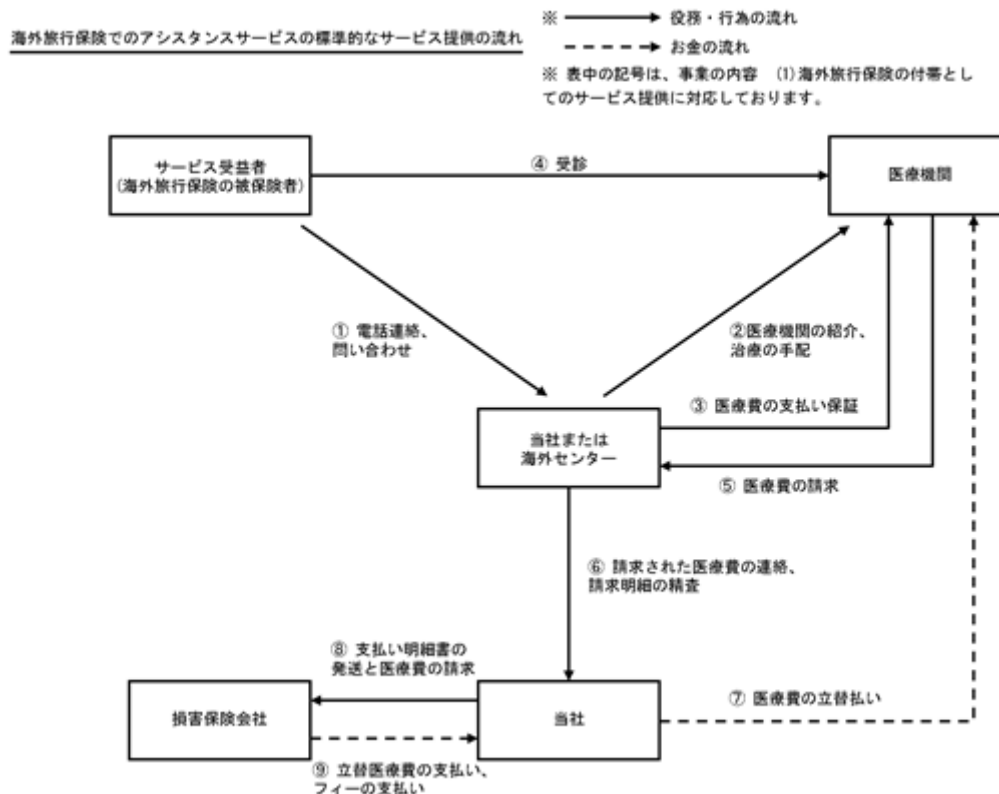 海外旅行保険でのアシスタンスサービスの標準的なサービス提供の流れ
※ 役務・行為の流れ
お金の流れ
※ 表中の記号は、事業の内容 (1)海外旅行保険の付帯とし
てのサービス提供に対応しております。
サービス受益者
(海外旅行保険の被保険者)
④ 受診
医療機関
① 電話連絡、
問い合わせ
②医療機関の紹介、
治療の手配
③ 医療費の支払い保証
当社または
海外センター
⑤ 医療費の請求
⑥ 請求された医療費の連絡、
請求明細の精査
⑧ 支払い明細書の
発送と医療費の請求
損害保険会社
当社
⑦ 医療費の立替払い
⑨ 立替医療費の支払い、
フィーの支払い